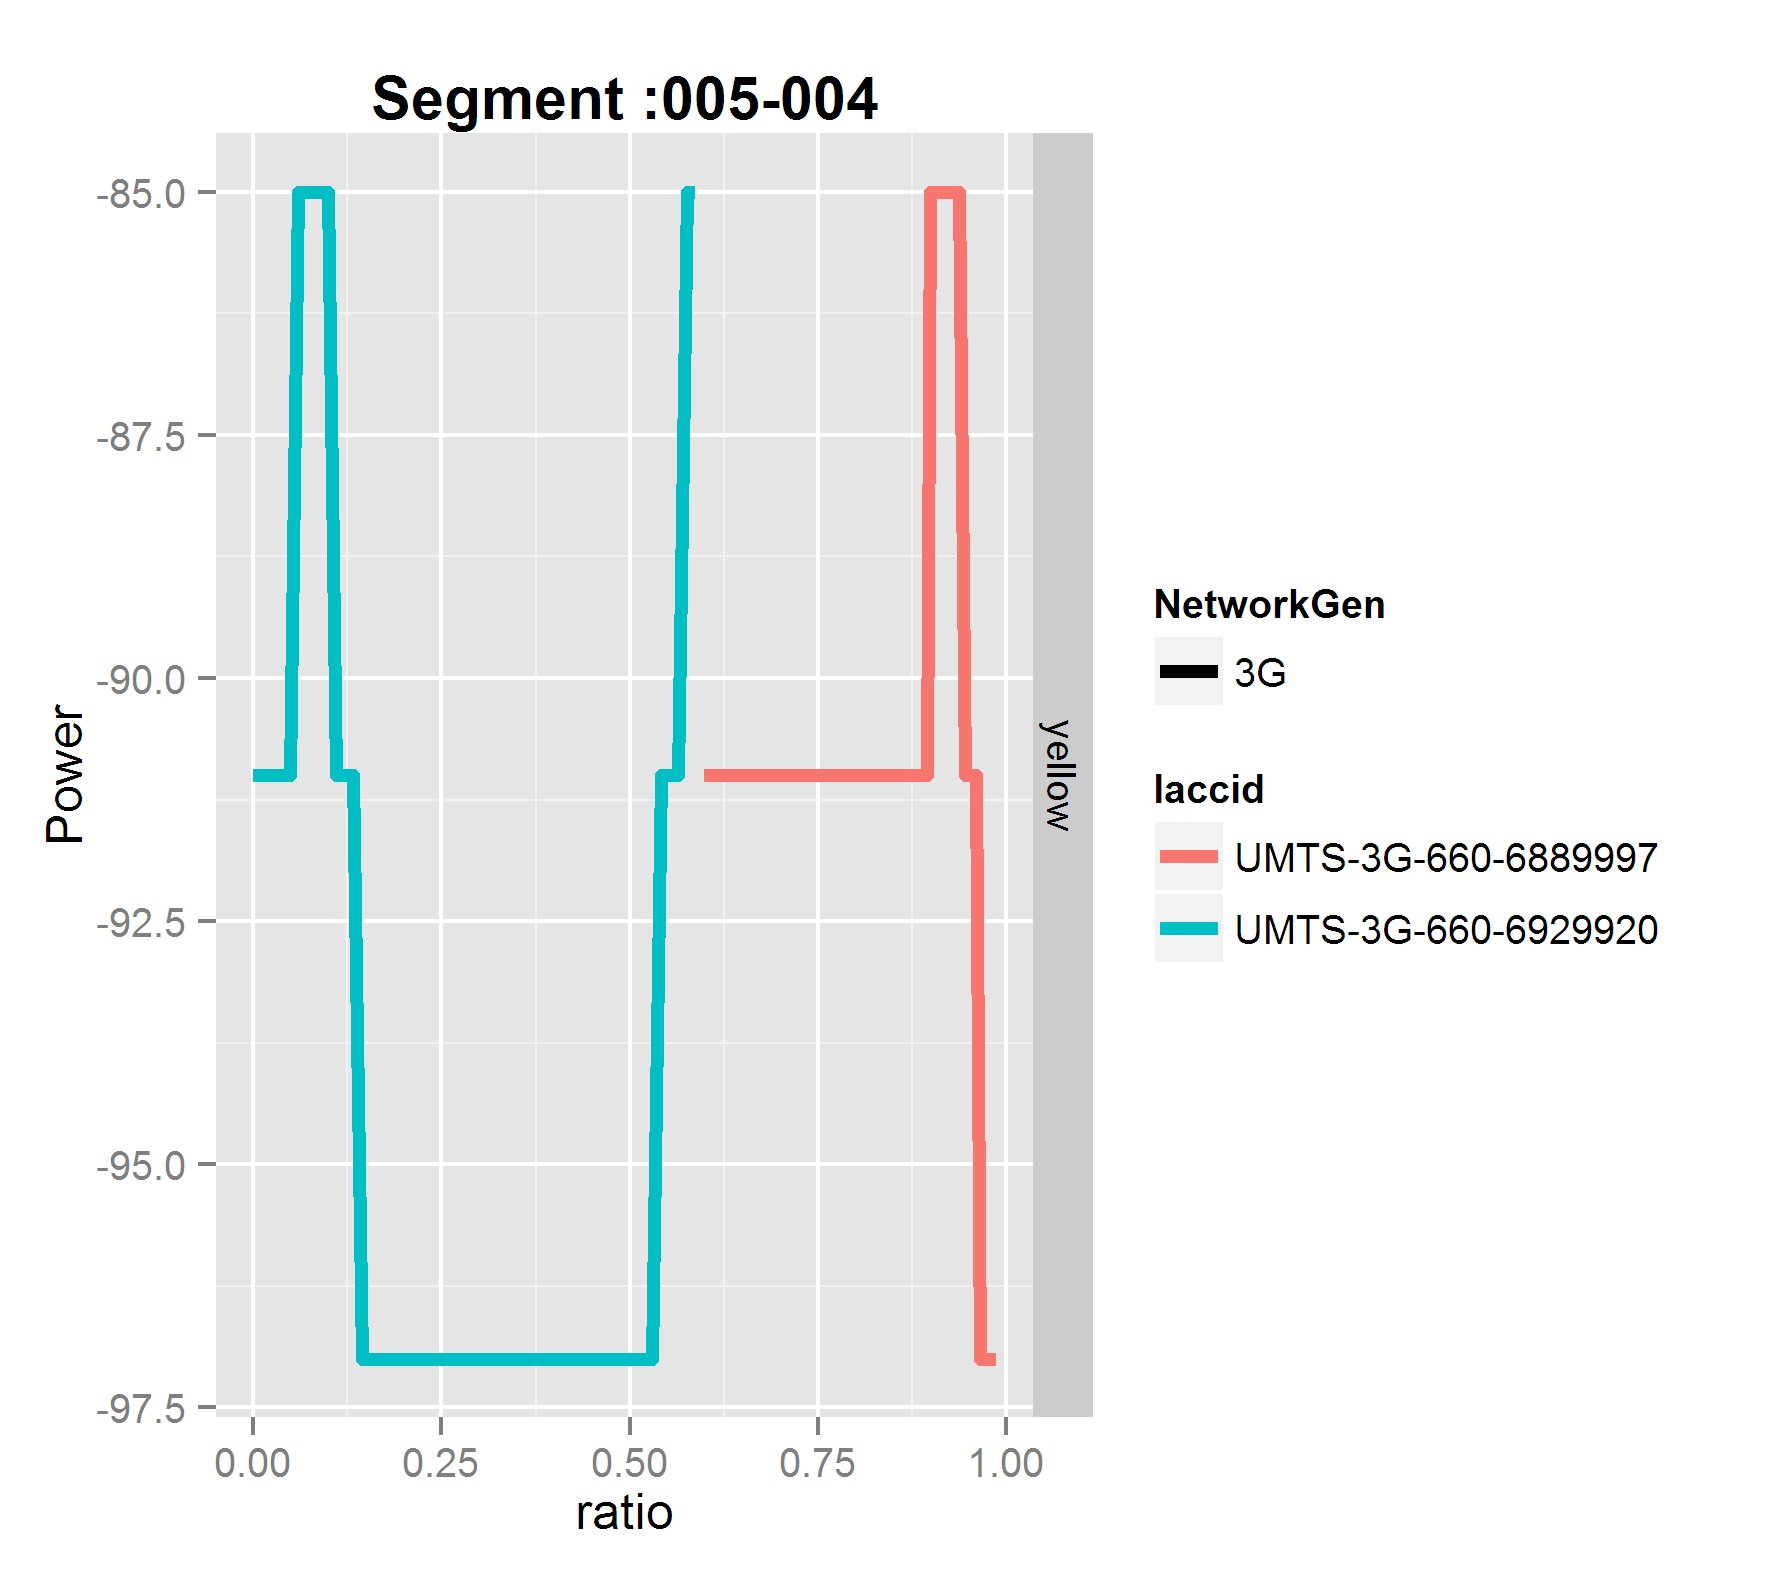 Segment :005-004
Power
-85.0
-87.5
-90.0
-92.5
-95.0
-97.5
0.00 0.25 0.50 0.75 1.00
ratio
yellow
NetworkGen
3G
laccid
UMTS-3G-660-6889997
UMTS-3G-660-6929920